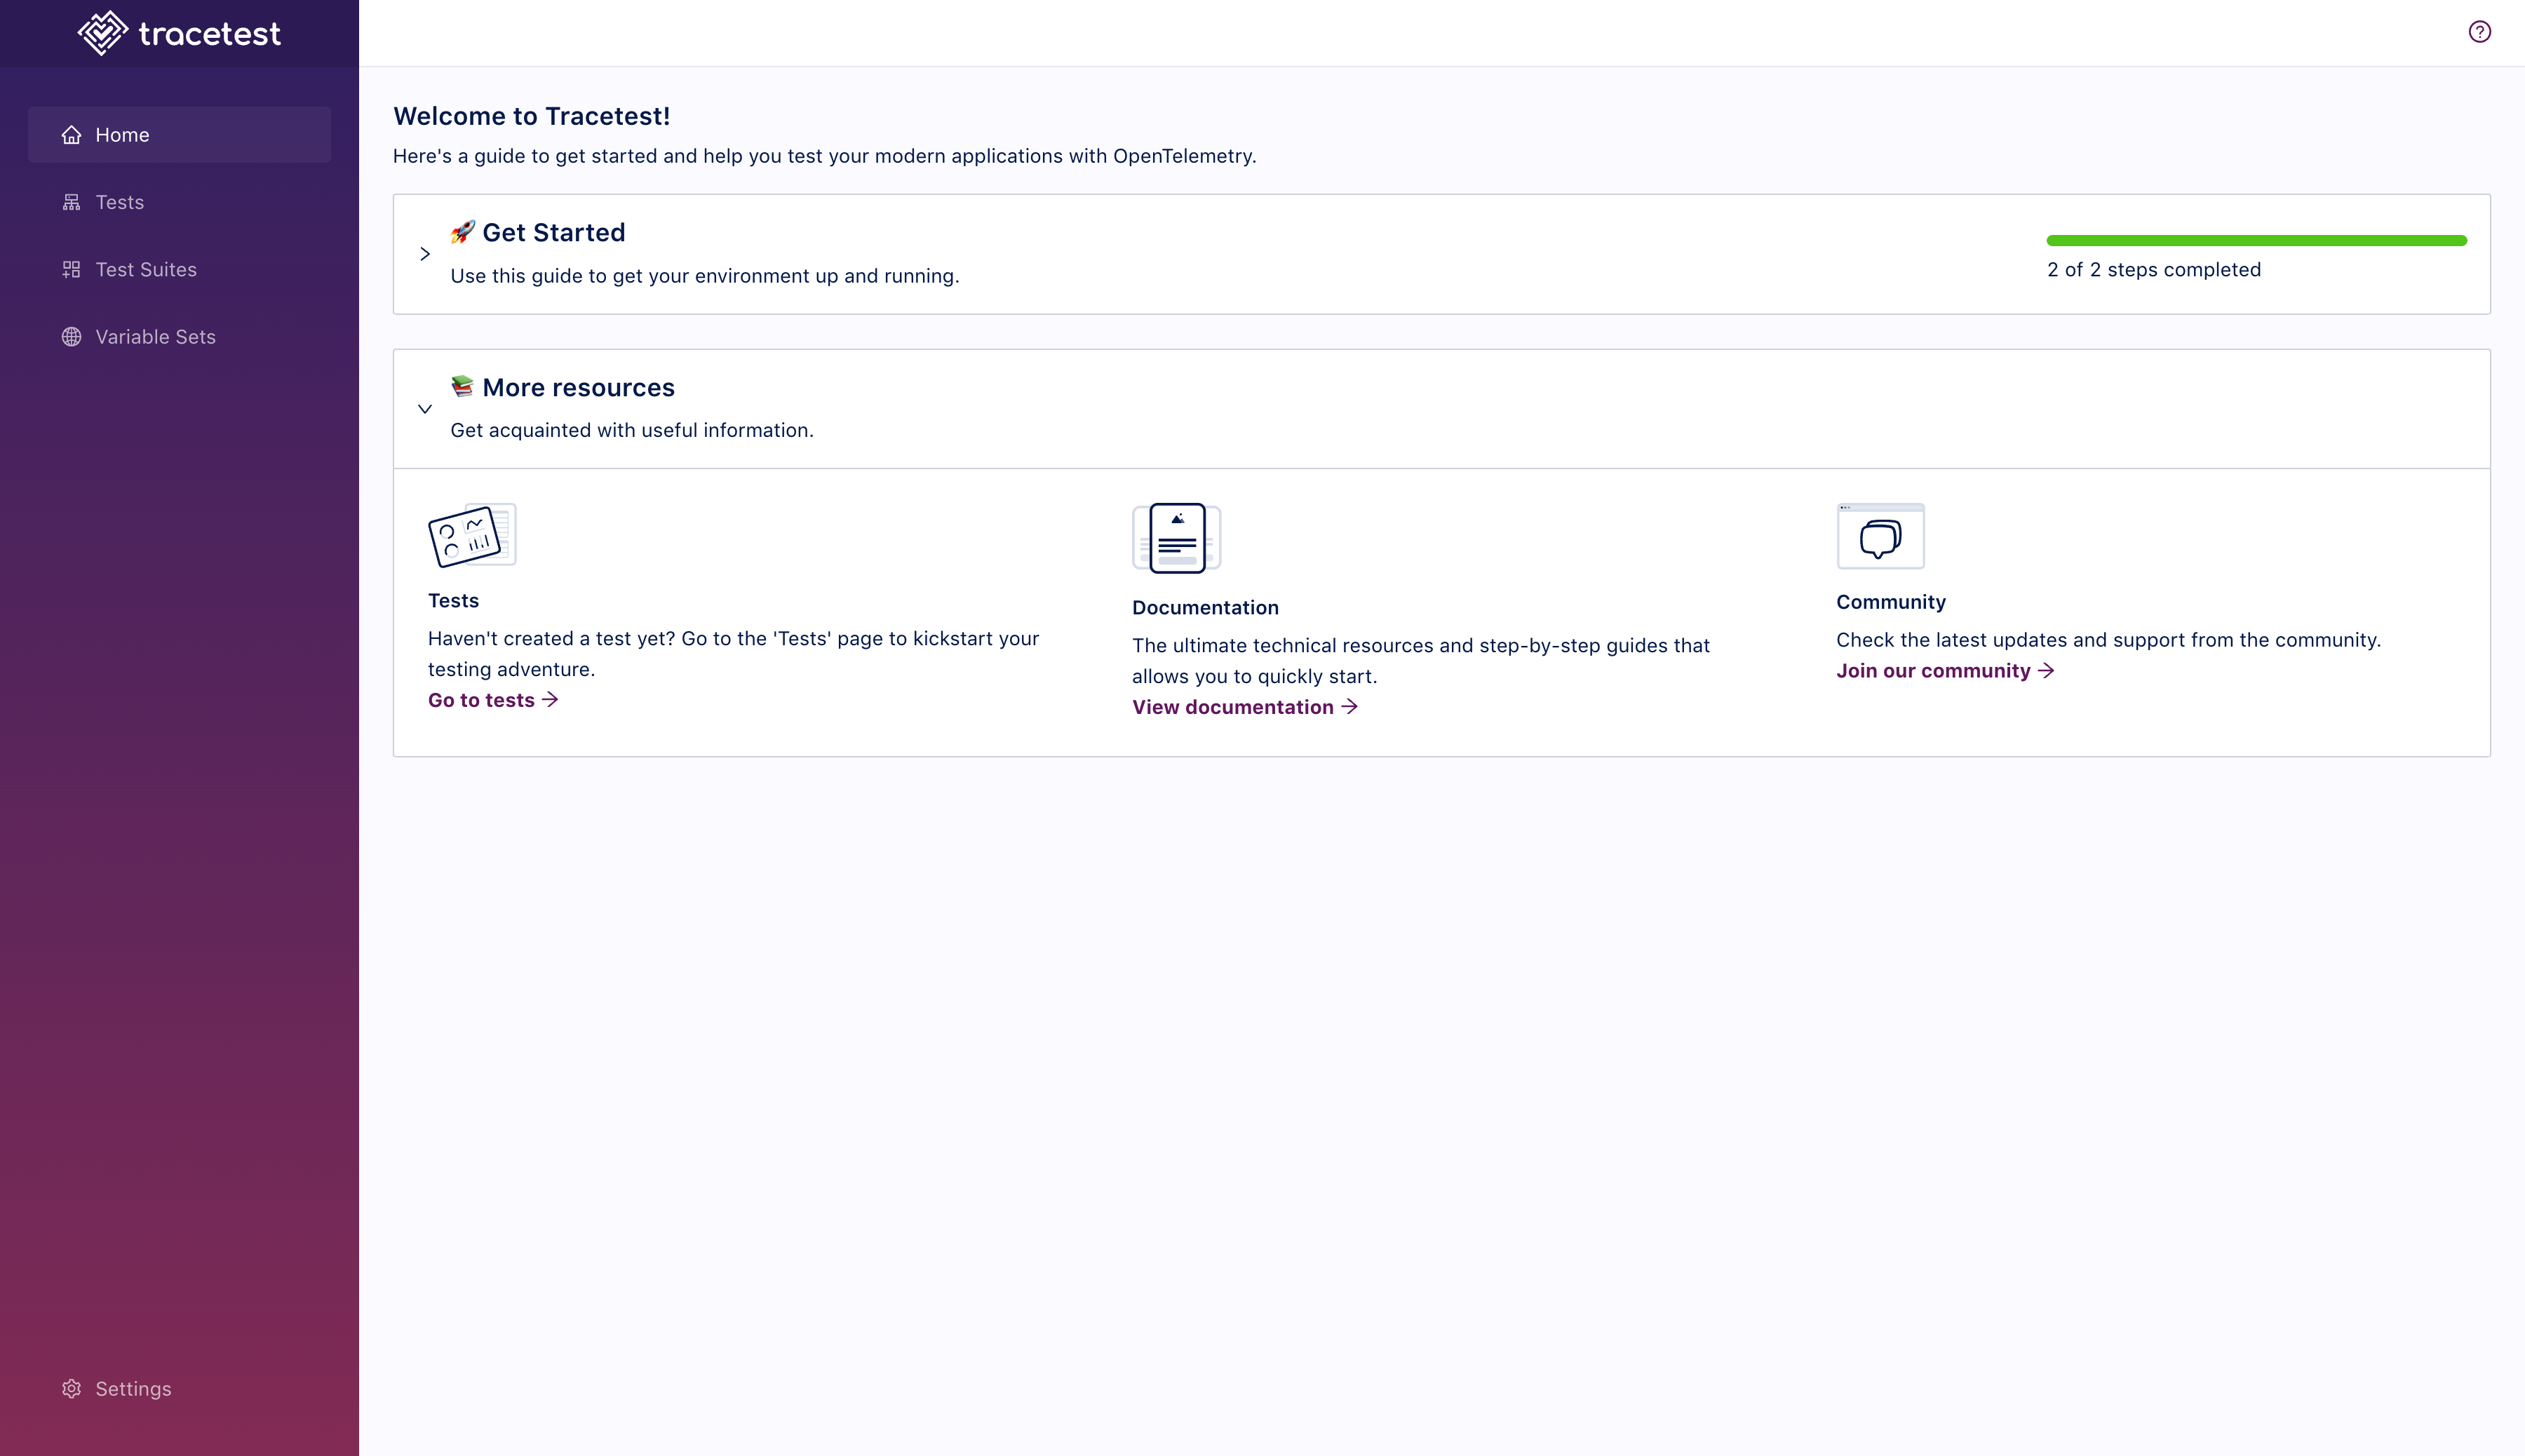 tracetest
Home
Tests
Test Suites
Variable Sets
Settings
Welcome to Tracetest!
Here's a guide to get started and help you test your modern applications with OpenTelemetry.
🚀 Get Started
Use this guide to get your environment up and running.
2 of 2 steps completed
📚 More resources
Get acquainted with useful information.
Tests
Haven't created a test yet? Go to the 'Tests' page to kickstart your
testing adventure.
Go to tests →
Documentation
The ultimate technical resources and step-by-step guides that
allows you to quickly start.
View documentation →
Community
Check the latest updates and support from the community.
Join our community →